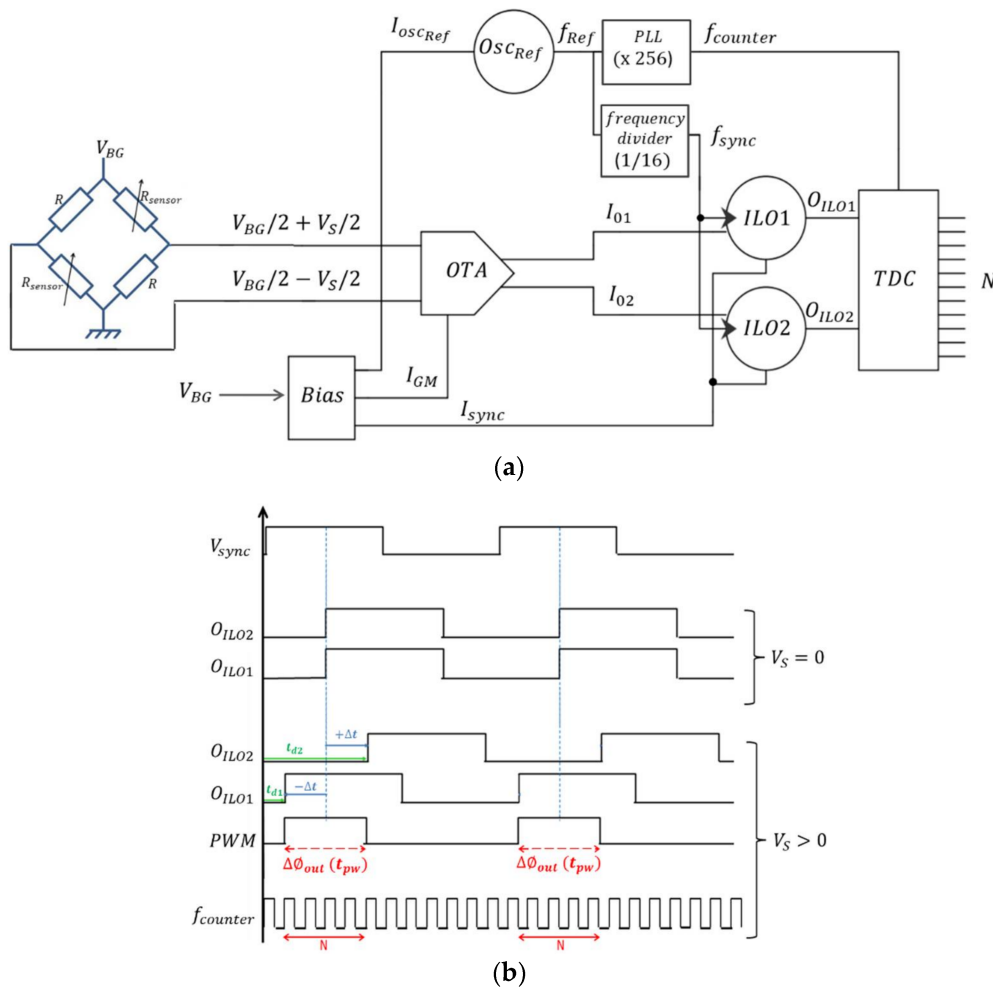 I_oscRef
Osc_Ref
f_Ref
PLL
(x 256)
f_counter
frequency
divider
(1/16)
f_sync
V_BG
R
R_sensor
R_sensor
R
V_BG/2 + V_S/2
V_BG/2 − V_S/2
OTA
I_01
I_02
ILO1
O_ILO1
ILO2
O_ILO2
TDC
N
V_BG
Bias
I_GM
I_sync
(a)
V_sync
O_ILO2
O_ILO1
V_S = 0
O_ILO2
t_d2
+Δt
O_ILO1
t_d1
−Δt
PWM
ΔØ_out (t_pw)
ΔØ_out (t_pw)
V_S > 0
f_counter
N
N
(b)